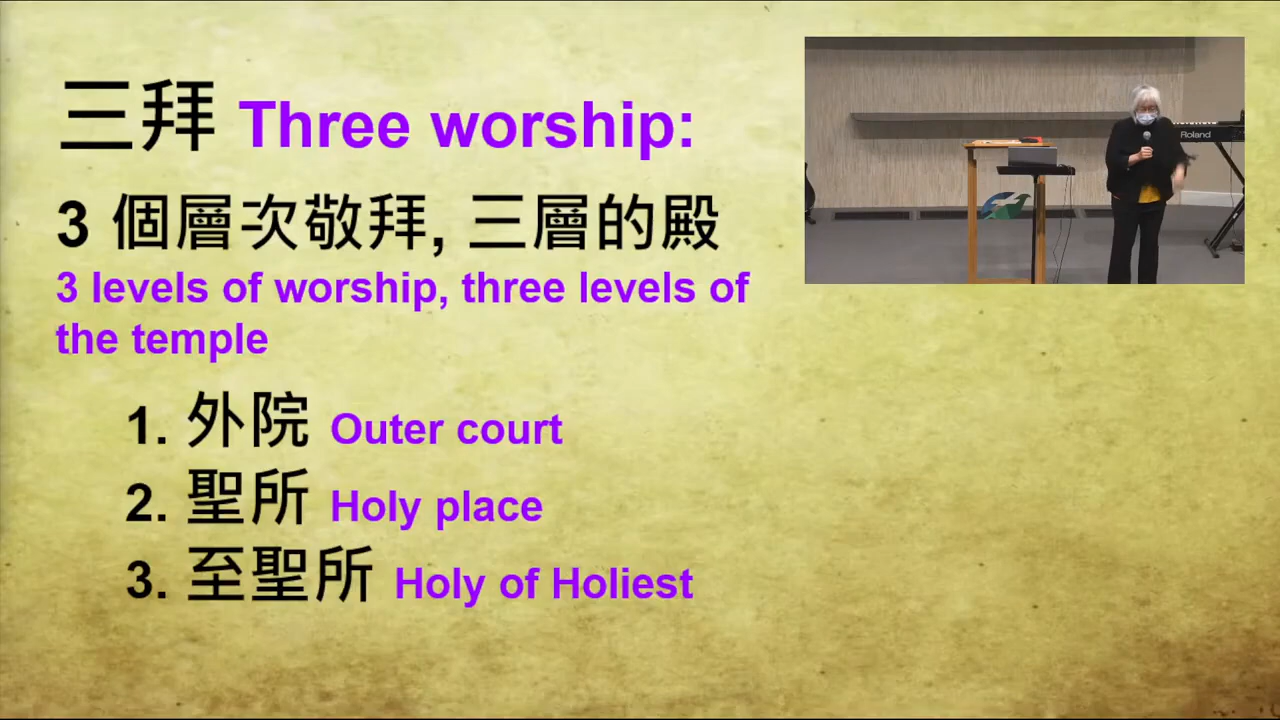 三拜 Three worship:
3 個層次敬拜, 三層的殿
3 levels of worship, three levels of
the temple
1. 外院 Outer court
2. 聖所 Holy place
3. 至聖所 Holy of Holiest
Roland